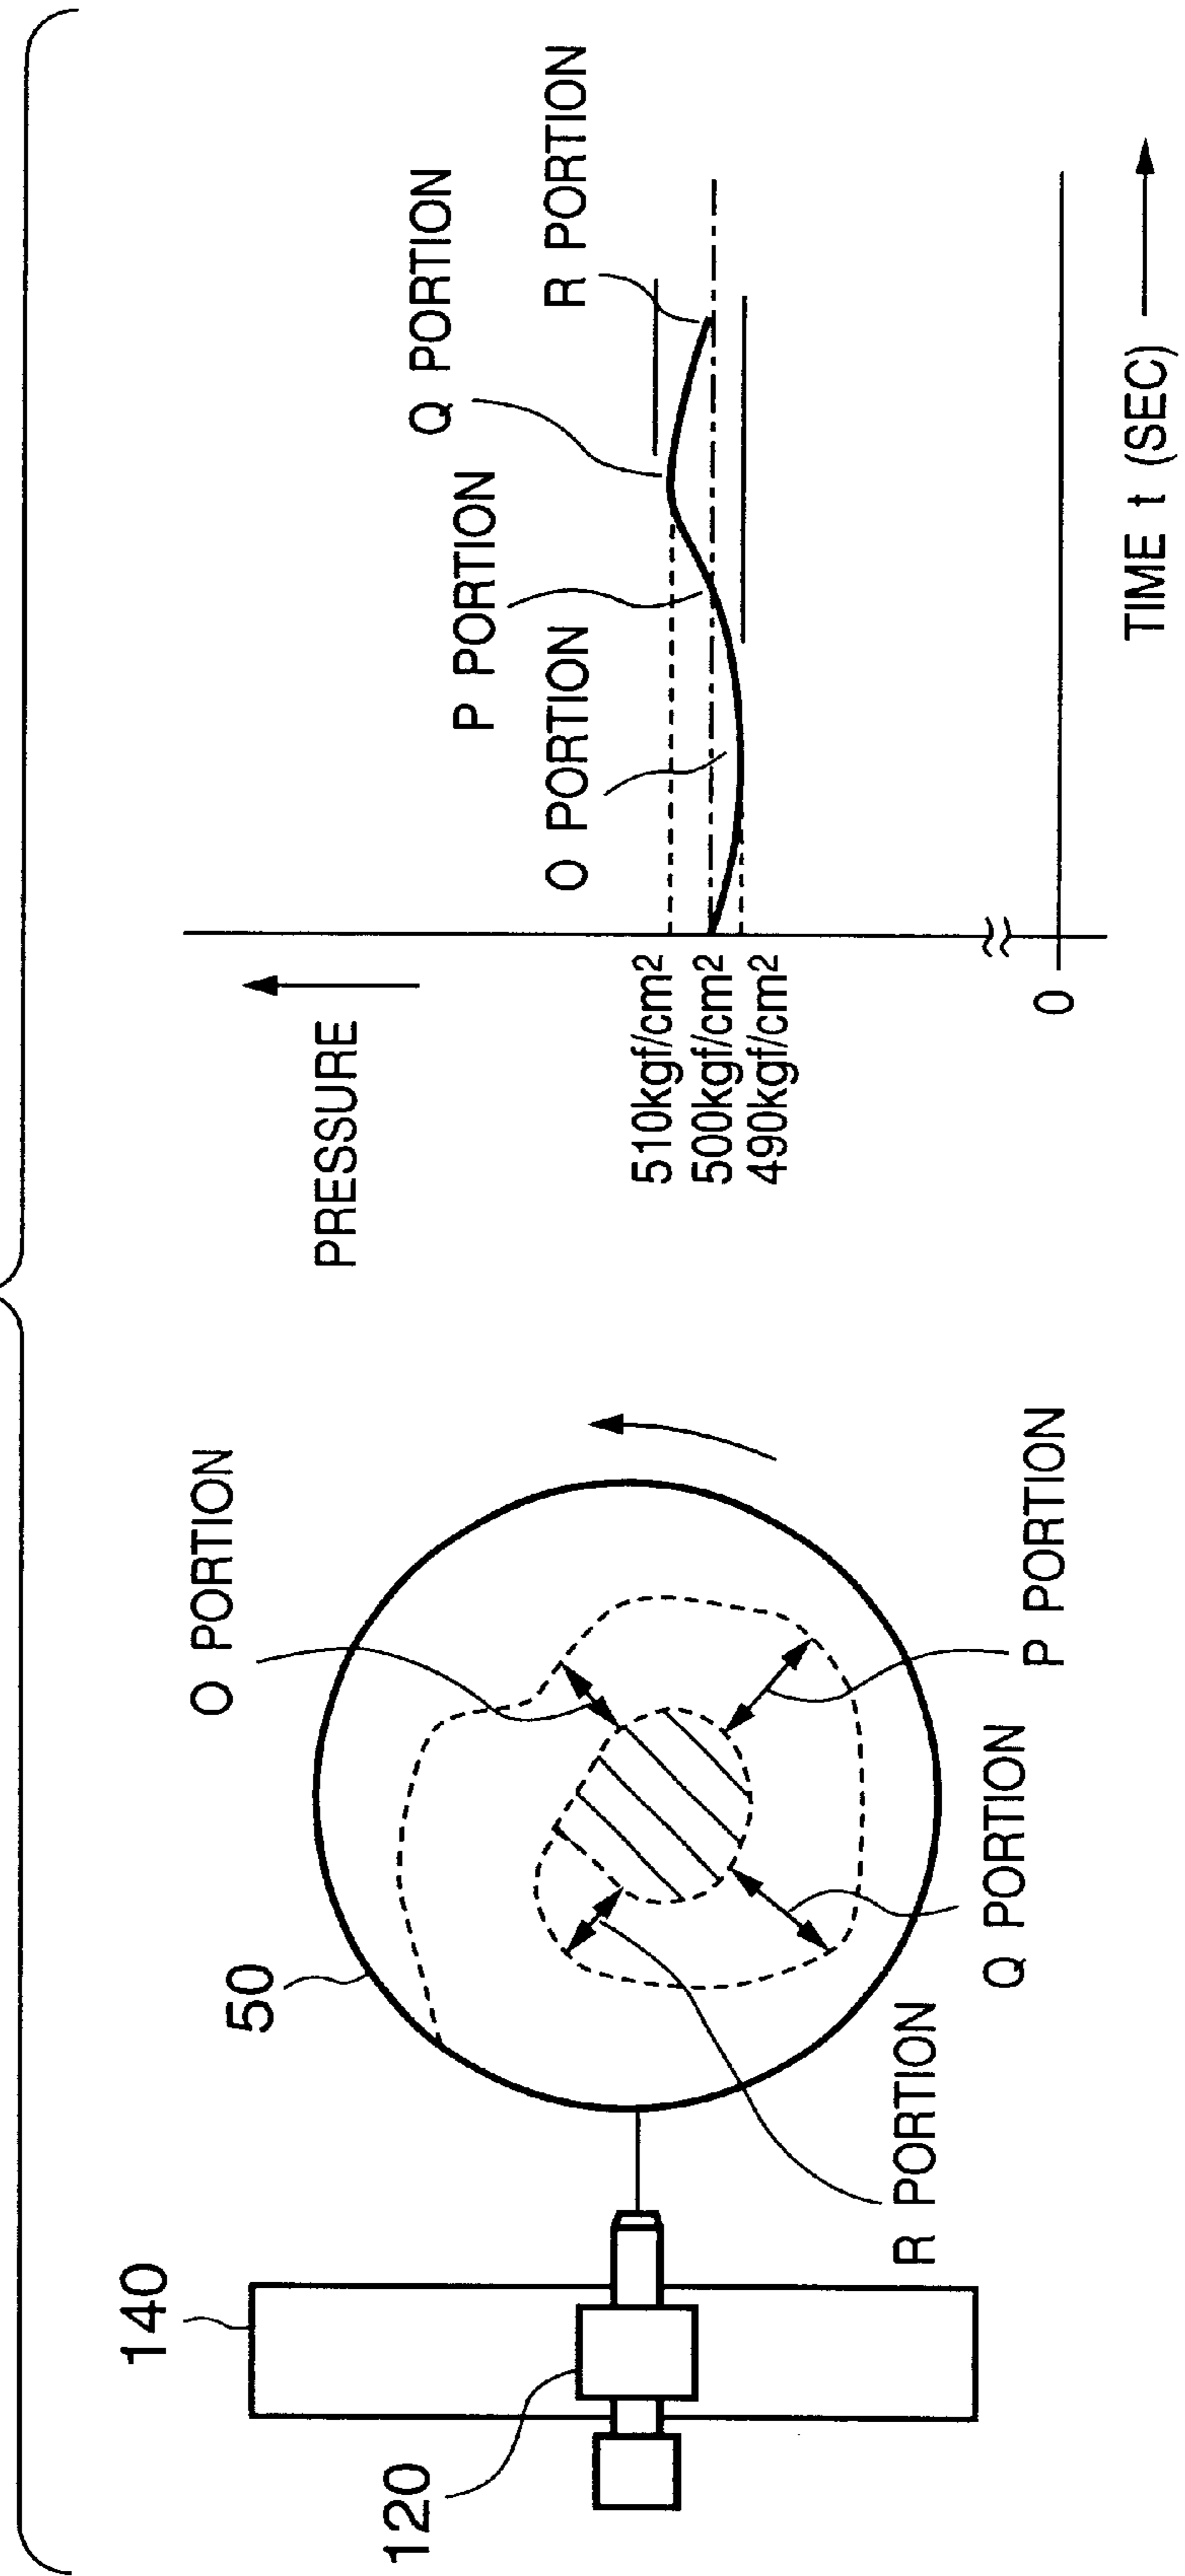 140
120
50
O PORTION
R PORTION
Q PORTION
P PORTION
PRESSURE
510kgf/cm²
500kgf/cm²
490kgf/cm²
0
O PORTION
P PORTION
Q PORTION
R PORTION
TIME t (SEC)